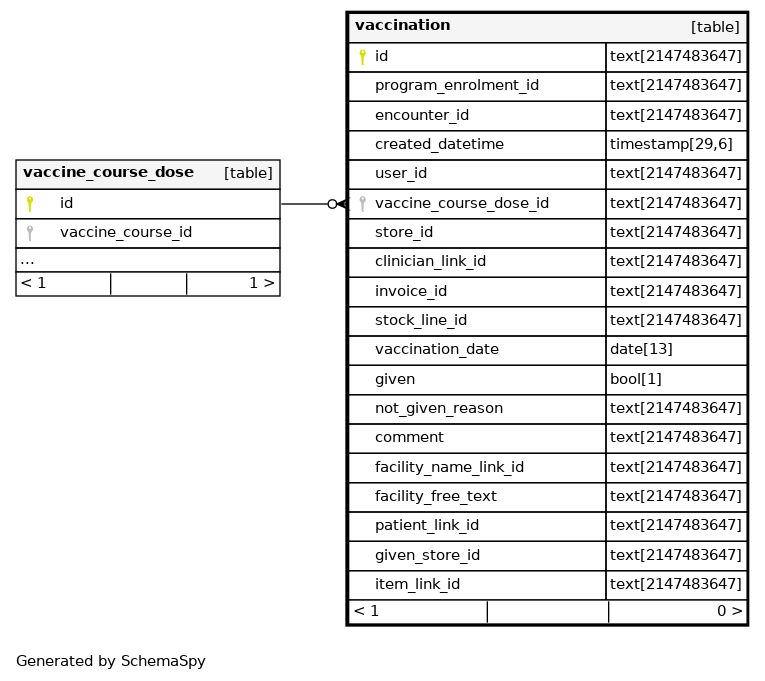 vaccination [table]
id text[2147483647]
program_enrolment_id text[2147483647]
encounter_id text[2147483647]
created_datetime timestamp[29,6]
user_id text[2147483647]
vaccine_course_dose_id text[2147483647]
store_id text[2147483647]
clinician_link_id text[2147483647]
invoice_id text[2147483647]
stock_line_id text[2147483647]
vaccination_date date[13]
given bool[1]
not_given_reason text[2147483647]
comment text[2147483647]
facility_name_link_id text[2147483647]
facility_free_text text[2147483647]
patient_link_id text[2147483647]
given_store_id text[2147483647]
item_link_id text[2147483647]
< 1 0 >
vaccine_course_dose [table]
id
vaccine_course_id
...
< 1 1 >
Generated by SchemaSpy